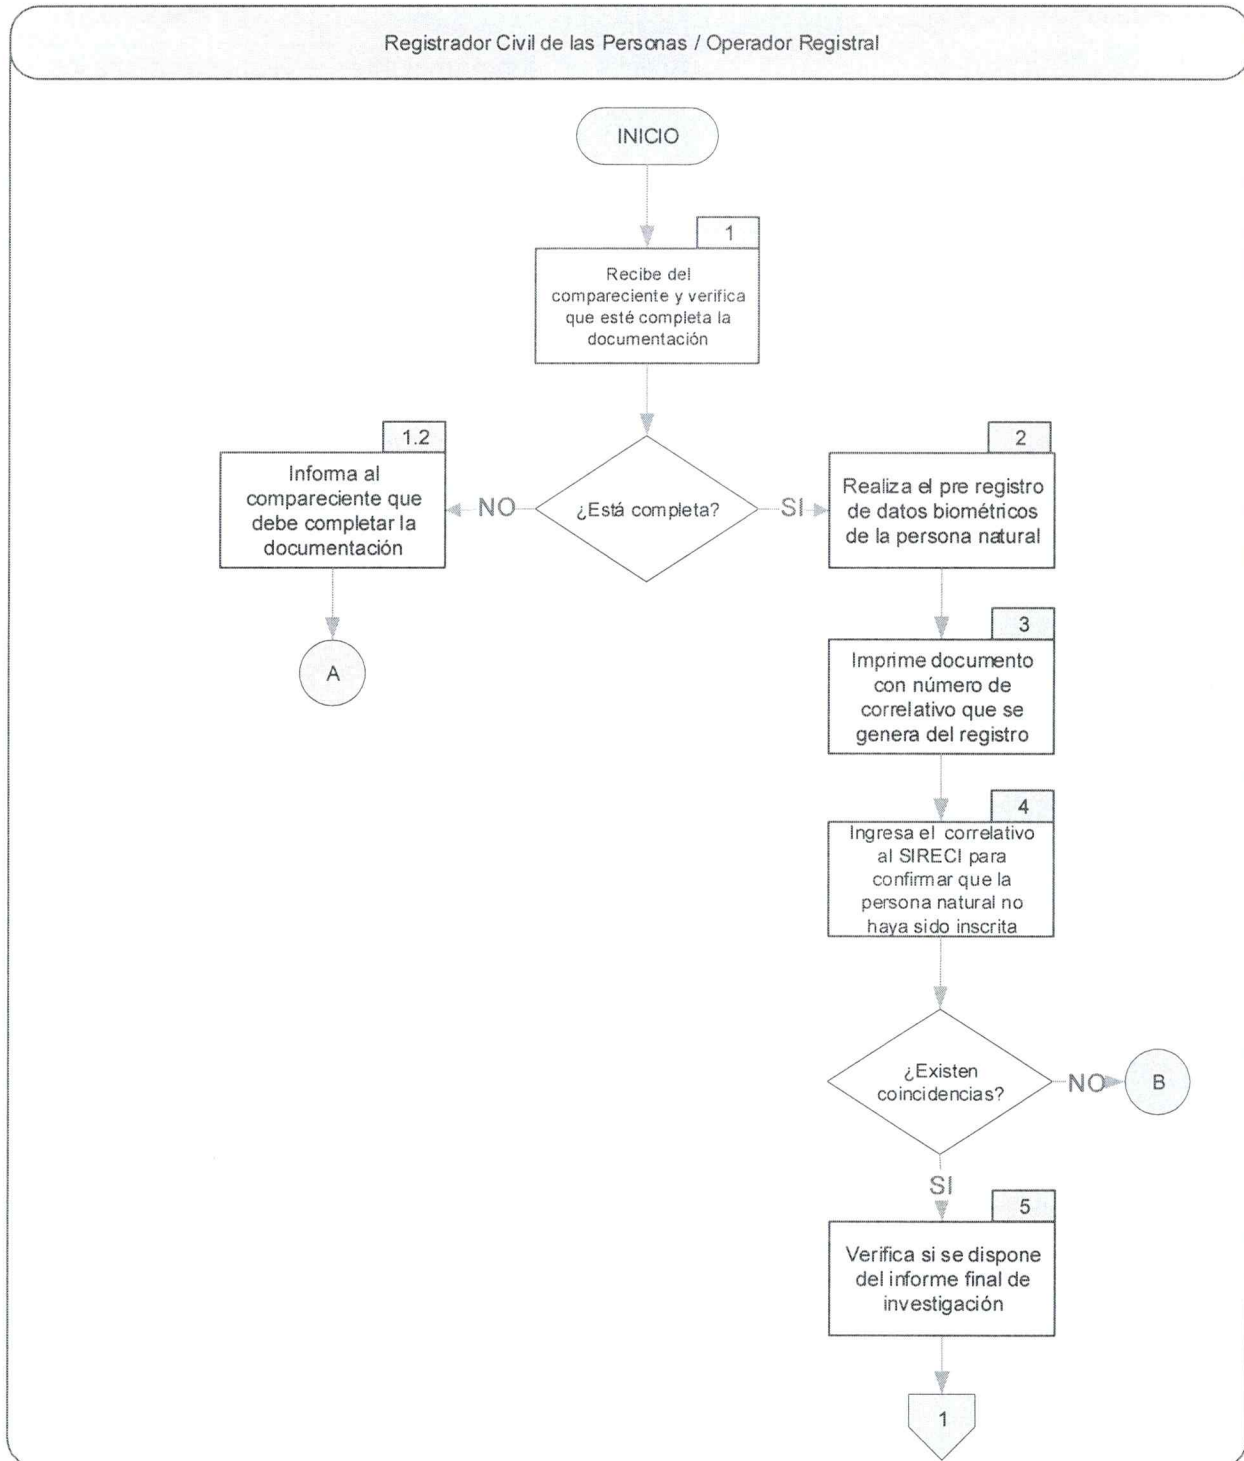 Registrador Civil de las Personas / Operador Registral
INICIO
1
Recibe del
compareciente y verifica
que esté completa la
documentación
¿Está completa?
NO
SI
1.2
Informa al
compareciente que
debe completar la
documentación
A
2
Realiza el pre registro
de datos biométricos
de la persona natural
3
Imprime documento
con número de
correlativo que se
genera del registro
4
Ingresa el correlativo
al SIRECI para
confirmar que la
persona natural no
haya sido inscrita
¿Existen
coincidencias?
NO
B
SI
5
Verifica si se dispone
del informe final de
investigación
1